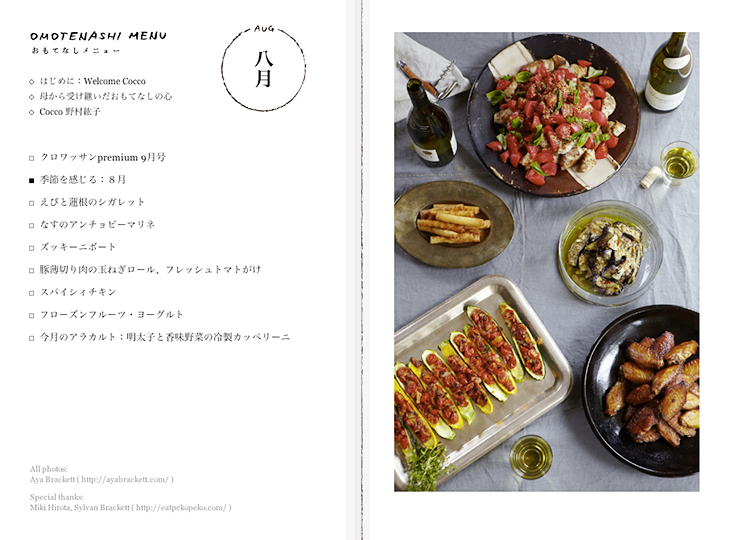 OMOTENASHI MENU
おもてなしメニュー
AUG
八月
◇ はじめに：Welcome Cocco
◇ 母から受け継いだおもてなしの心
◇ Cocco 野村紘子
□ クロワッサンpremium 9月号
■ 季節を感じる：８月
□ えびと蓮根のシガレット
□ なすのアンチョビーマリネ
□ ズッキーニボート
□ 豚薄切り肉の玉ねぎロール、フレッシュトマトがけ
□ スパイシィチキン
□ フローズンフルーツ・ヨーグルト
□ 今月のアラカルト：明太子と香味野菜の冷製カッペリーニ
All photos:
Aya Brackett ( http://ayabrackett.com/ )
Special thanks:
Miki Hirota, Sylvan Brackett ( http://eatpekopeko.com/ )